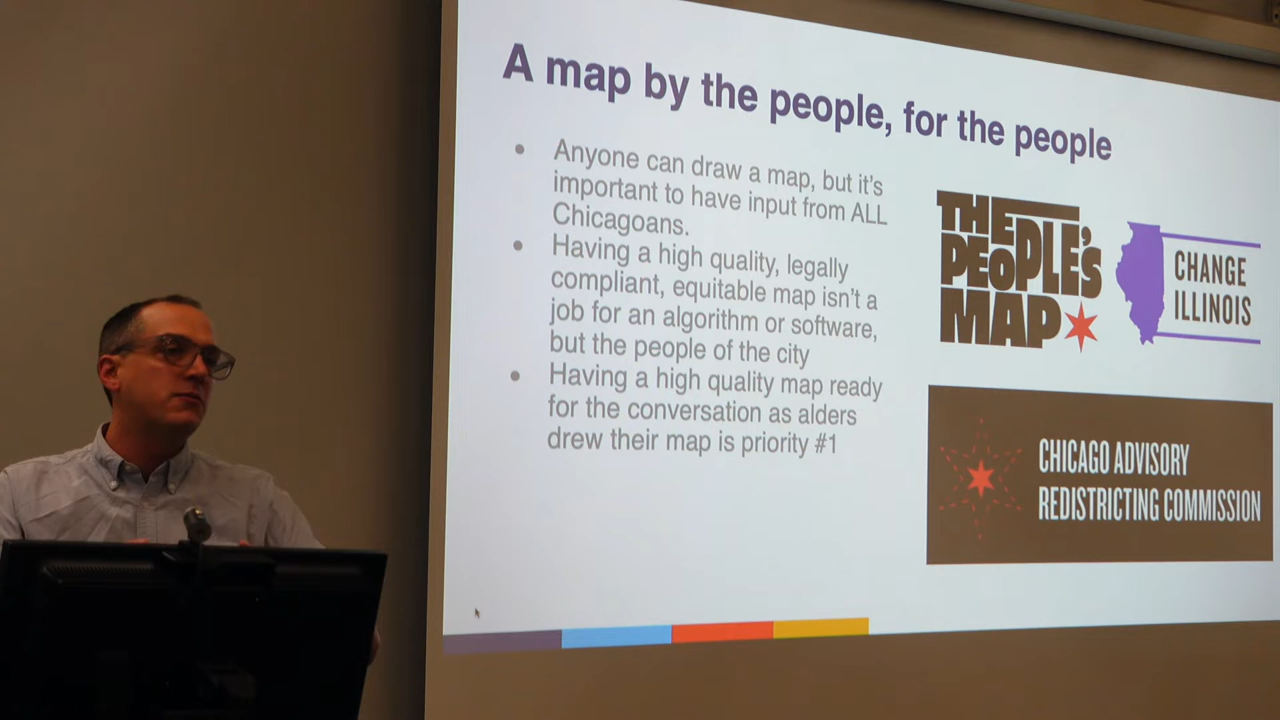 A map by the people, for the people
● Anyone can draw a map, but it's
important to have input from ALL
Chicagoans.
● Having a high quality, legally
compliant, equitable map isn't a
job for an algorithm or software,
but the people of the city
● Having a high quality map ready
for the conversation as alders
drew their map is priority #1
THE
PEOPLE'S
MAP
CHANGE
ILLINOIS
CHICAGO ADVISORY
REDISTRICTING COMMISSION